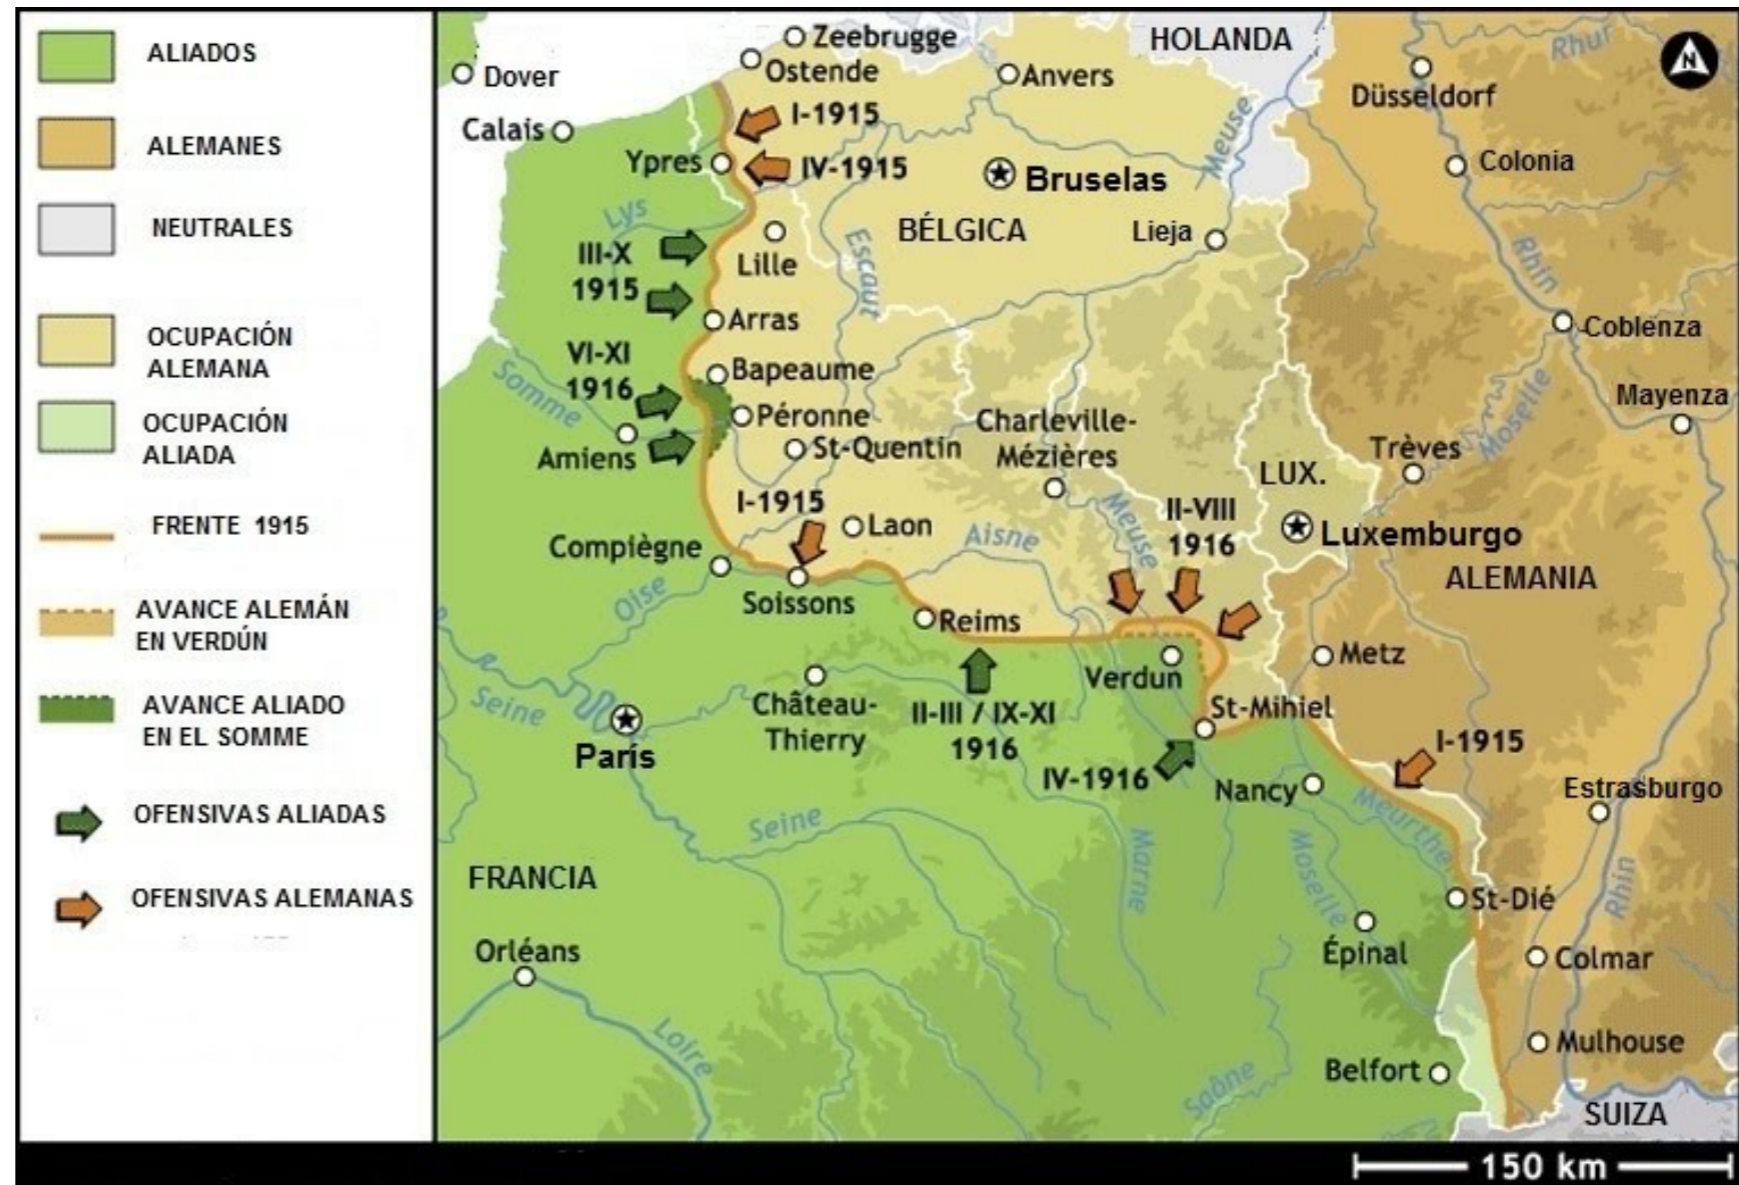 ALIADOS
ALEMANES
NEUTRALES
OCUPACIÓN
ALEMANA
OCUPACIÓN
ALIADA
FRENTE 1915
AVANCE ALEMÁN
EN VERDÚN
AVANCE ALIADO
EN EL SOMME
OFENSIVAS ALIADAS
OFENSIVAS ALEMANAS
Zeebrugge
HOLANDA
Rhur
N
Dover
Ostende
Anvers
Düsseldorf
Calais
I-1915
Meuse
Ypres
IV-1915
Bruselas
Colonia
Lys
BÉLGICA
Lieja
III-X
1915
Lille
Escaut
Rhin
Arras
Coblenza
VI-XI
1916
Bapeaume
Somme
Péronne
Charleville-
Mézières
Moselle
Mayenza
Amiens
St-Quentin
Trèves
LUX.
I-1915
Laon
Meuse
II-VIII
1916
Luxemburgo
Compiègne
Aisne
ALEMANIA
Oise
Soissons
Reims
Metz
Verdun
Seine
Château-
Thierry
II-III / IX-XI
1916
St-Mihiel
París
IV-1916
I-1915
Nancy
Estrasburgo
Meurthe
Seine
Marne
Moselle
Rhin
FRANCIA
St-Dié
Orléans
Épinal
Colmar
Loire
Mulhouse
Belfort
Saône
SUIZA
150 km